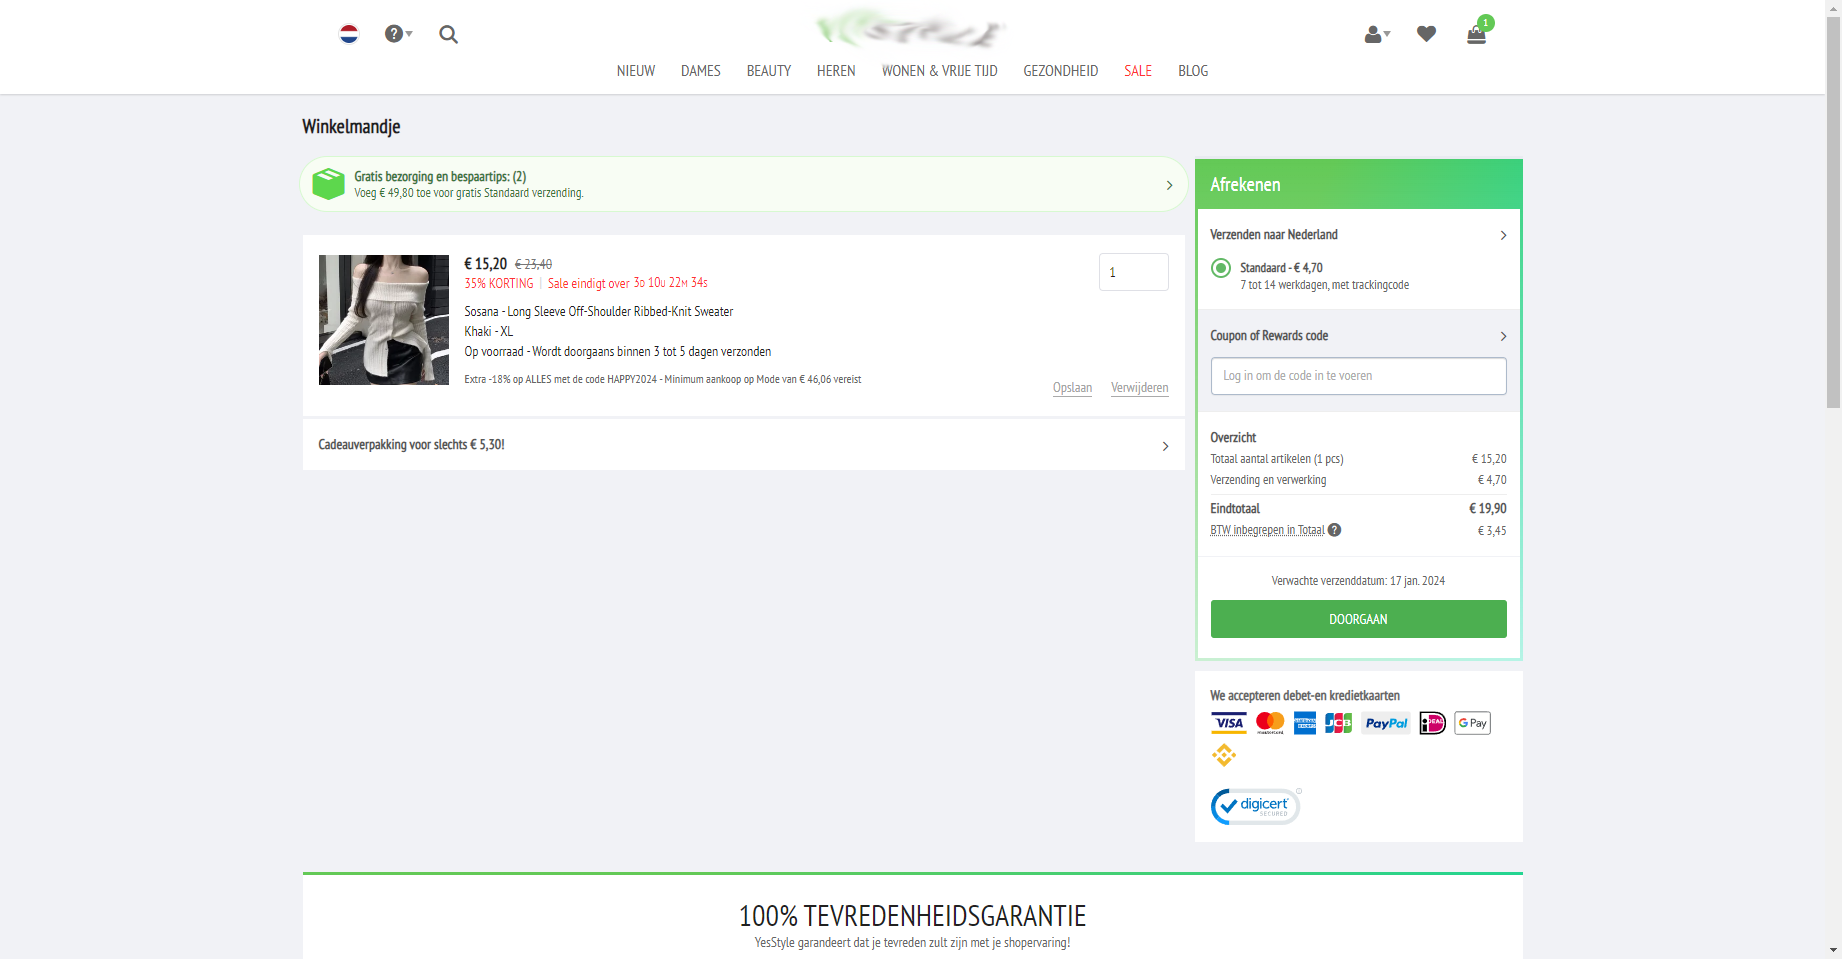 1
NIEUW DAMES BEAUTY HEREN WONEN & VRIJE TIJD GEZONDHEID SALE BLOG
Winkelmandje
Gratis bezorging en bespaartips: (2)
Voeg € 49,80 toe voor gratis Standaard verzending.
€ 15,20 € 23,40
35% KORTING | Sale eindigt over 3D 10U 22M 34S
1
Sosana - Long Sleeve Off-Shoulder Ribbed-Knit Sweater
Khaki - XL
Op voorraad - Wordt doorgaans binnen 3 tot 5 dagen verzonden
Extra -18% op ALLES met de code HAPPY2024 - Minimum aankoop op Mode van € 46,06 vereist
Opslaan Verwijderen
Cadeauverpakking voor slechts € 5,30!
Afrekenen
Verzenden naar Nederland
Standaard - € 4,70
7 tot 14 werkdagen, met trackingcode
Coupon of Rewards code
Log in om de code in te voeren
Overzicht
Totaal aantal artikelen (1 pcs) € 15,20
Verzending en verwerking € 4,70
Eindtotaal € 19,90
BTW inbegrepen in Totaal ? € 3,45
Verwachte verzenddatum: 17 jan. 2024
DOORGAAN
We accepteren debet-en kredietkaarten
VISA mastercard AMERICAN EXPRESS JCB PayPal iDEAL G Pay
digicert
SECURED
100% TEVREDENHEIDSGARANTIE
YesStyle garandeert dat je tevreden zult zijn met je shopervaring!